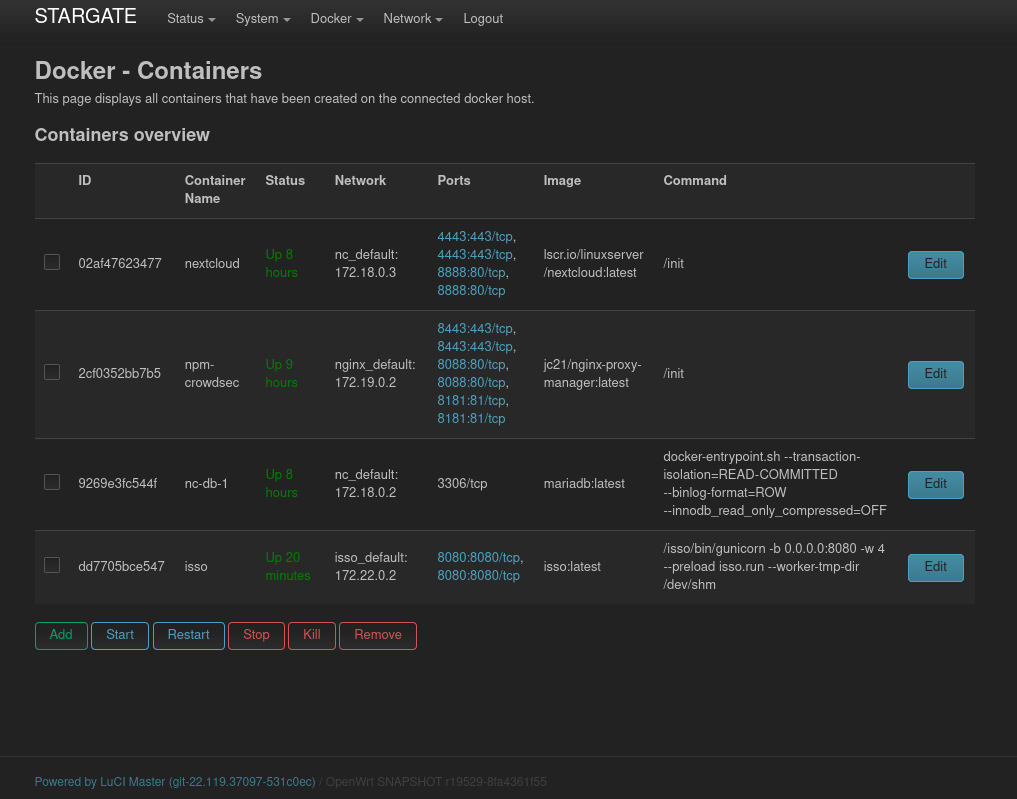 STARGATE Status System Docker Network Logout
Docker - Containers
This page displays all containers that have been created on the connected docker host.
Containers overview
ID Container Name Status Network Ports Image Command
02af47623477
nextcloud
Up 8
hours
nc_default:
172.18.0.3
4443:443/tcp,
4443:443/tcp,
8888:80/tcp,
8888:80/tcp
lscr.io/linuxserver
/nextcloud:latest
/init
Edit
2cf0352bb7b5
npm-
crowdsec
Up 9
hours
nginx_default:
172.19.0.2
8443:443/tcp,
8443:443/tcp,
8088:80/tcp,
8088:80/tcp,
8181:81/tcp,
8181:81/tcp
jc21/nginx-proxy-
manager:latest
/init
Edit
9269e3fc544f
nc-db-1
Up 8
hours
nc_default:
172.18.0.2
3306/tcp
mariadb:latest
docker-entrypoint.sh --transaction-
isolation=READ-COMMITTED
--binlog-format=ROW
--innodb_read_only_compressed=OFF
Edit
dd7705bce547
isso
Up 20
minutes
isso_default:
172.22.0.2
8080:8080/tcp,
8080:8080/tcp
isso:latest
/isso/bin/gunicorn -b 0.0.0.0:8080 -w 4
--preload isso.run --worker-tmp-dir
/dev/shm
Edit
Add Start Restart Stop Kill Remove
Powered by LuCI Master (git-22.119.37097-531c0ec) / OpenWrt SNAPSHOT r19529-8fa4361f55